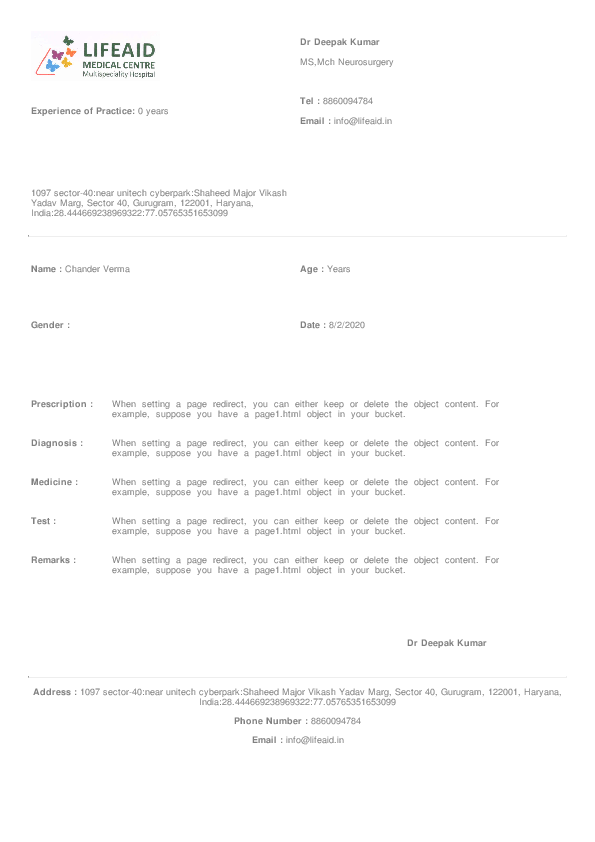 LIFEAID
MEDICAL CENTRE
Multispeciality Hospital
Dr Deepak Kumar
MS,Mch Neurosurgery
Tel : 8860094784
Experience of Practice: 0 years
Email : info@lifeaid.in
1097 sector-40:near unitech cyberpark:Shaheed Major Vikash
Yadav Marg, Sector 40, Gurugram, 122001, Haryana,
India:28.444669238969322:77.05765351653099
Name : Chander Verma
Age : Years
Gender :
Date : 8/2/2020
Prescription : When setting a page redirect, you can either keep or delete the object content. For
example, suppose you have a page1.html object in your bucket.
Diagnosis : When setting a page redirect, you can either keep or delete the object content. For
example, suppose you have a page1.html object in your bucket.
Medicine : When setting a page redirect, you can either keep or delete the object content. For
example, suppose you have a page1.html object in your bucket.
Test : When setting a page redirect, you can either keep or delete the object content. For
example, suppose you have a page1.html object in your bucket.
Remarks : When setting a page redirect, you can either keep or delete the object content. For
example, suppose you have a page1.html object in your bucket.
Dr Deepak Kumar
Address : 1097 sector-40:near unitech cyberpark:Shaheed Major Vikash Yadav Marg, Sector 40, Gurugram, 122001, Haryana,
India:28.444669238969322:77.05765351653099
Phone Number : 8860094784
Email : info@lifeaid.in